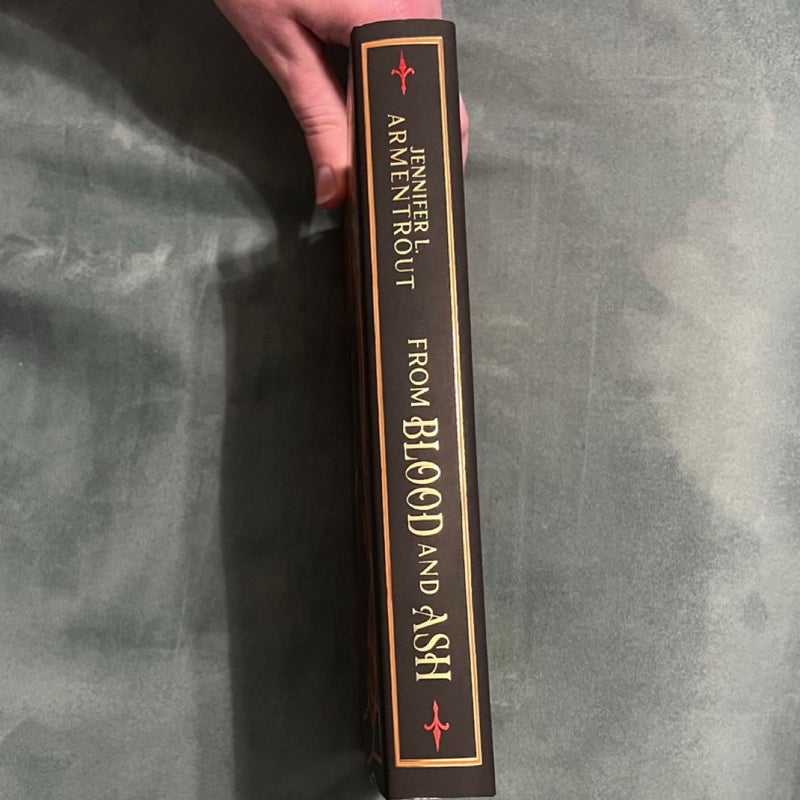 JENNIFER L.
ARMENTROUT
FROM BLOOD AND ASH